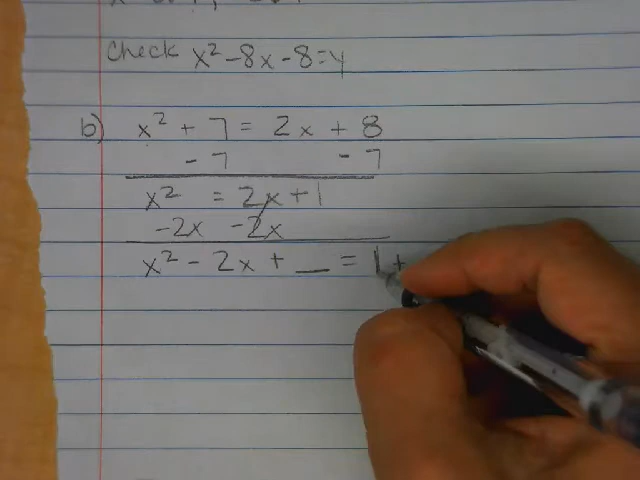 Check x² - 8x - 8 = y
b) x² + 7 = 2x + 8
- 7 - 7
x² = 2x + 1
- 2x - 2x
x² - 2x + __ = 1 +